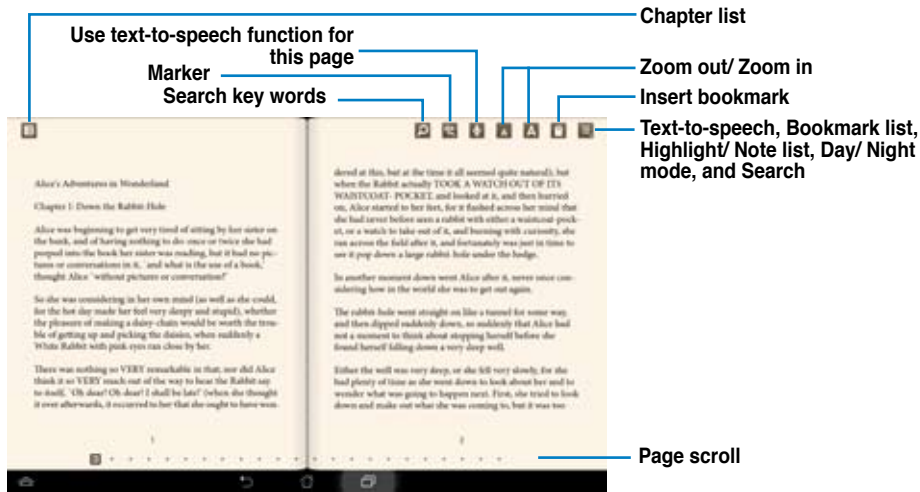 Chapter list
Use text-to-speech function for
this page
Marker
Search key words
Zoom out/ Zoom in
Insert bookmark
Text-to-speech, Bookmark list,
Highlight/ Note list, Day/ Night
mode, and Search
A
A
Alice's Adventures in Wonderland
Chapter I: Down the Rabbit-Hole
Alice was beginning to get very tired of sitting by her sister on
the bank, and of having nothing to do: once or twice she had
peeped into the book her sister was reading, but it had no pic-
tures or conversations in it, `and what is the use of a book,'
thought Alice `without pictures or conversation?'
So she was considering in her own mind (as well as she could,
for the hot day made her feel very sleepy and stupid), whether
the pleasure of making a daisy-chain would be worth the trou-
ble of getting up and picking the daisies, when suddenly a
White Rabbit with pink eyes ran close by her.
There was nothing so VERY remarkable in that; nor did Alice
think it so VERY much out of the way to hear the Rabbit say
to itself, `Oh dear! Oh dear! I shall be late!' (when she thought
it over afterwards, it occurred to her that she ought to have won
1
dered at this, but at the time it all seemed quite natural); but
when the Rabbit actually TOOK A WATCH OUT OF ITS
WAISTCOAT- POCKET, and looked at it, and then hurried
on, Alice started to her feet, for it flashed across her mind that
she had never before seen a rabbit with either a waistcoat-pock-
et, or a watch to take out of it, and burning with curiosity, she
ran across the field after it, and fortunately was just in time to
see it pop down a large rabbit-hole under the hedge.
In another moment down went Alice after it, never once con-
sidering how in the world she was to get out again.
The rabbit-hole went straight on like a tunnel for some way,
and then dipped suddenly down, so suddenly that Alice had
not a moment to think about stopping herself before she
found herself falling down a very deep well.
Either the well was very deep, or she fell very slowly, for she
had plenty of time as she went down to look about her and to
wonder what was going to happen next. First, she tried to look
down and make out what she was coming to, but it was too
2
Page scroll